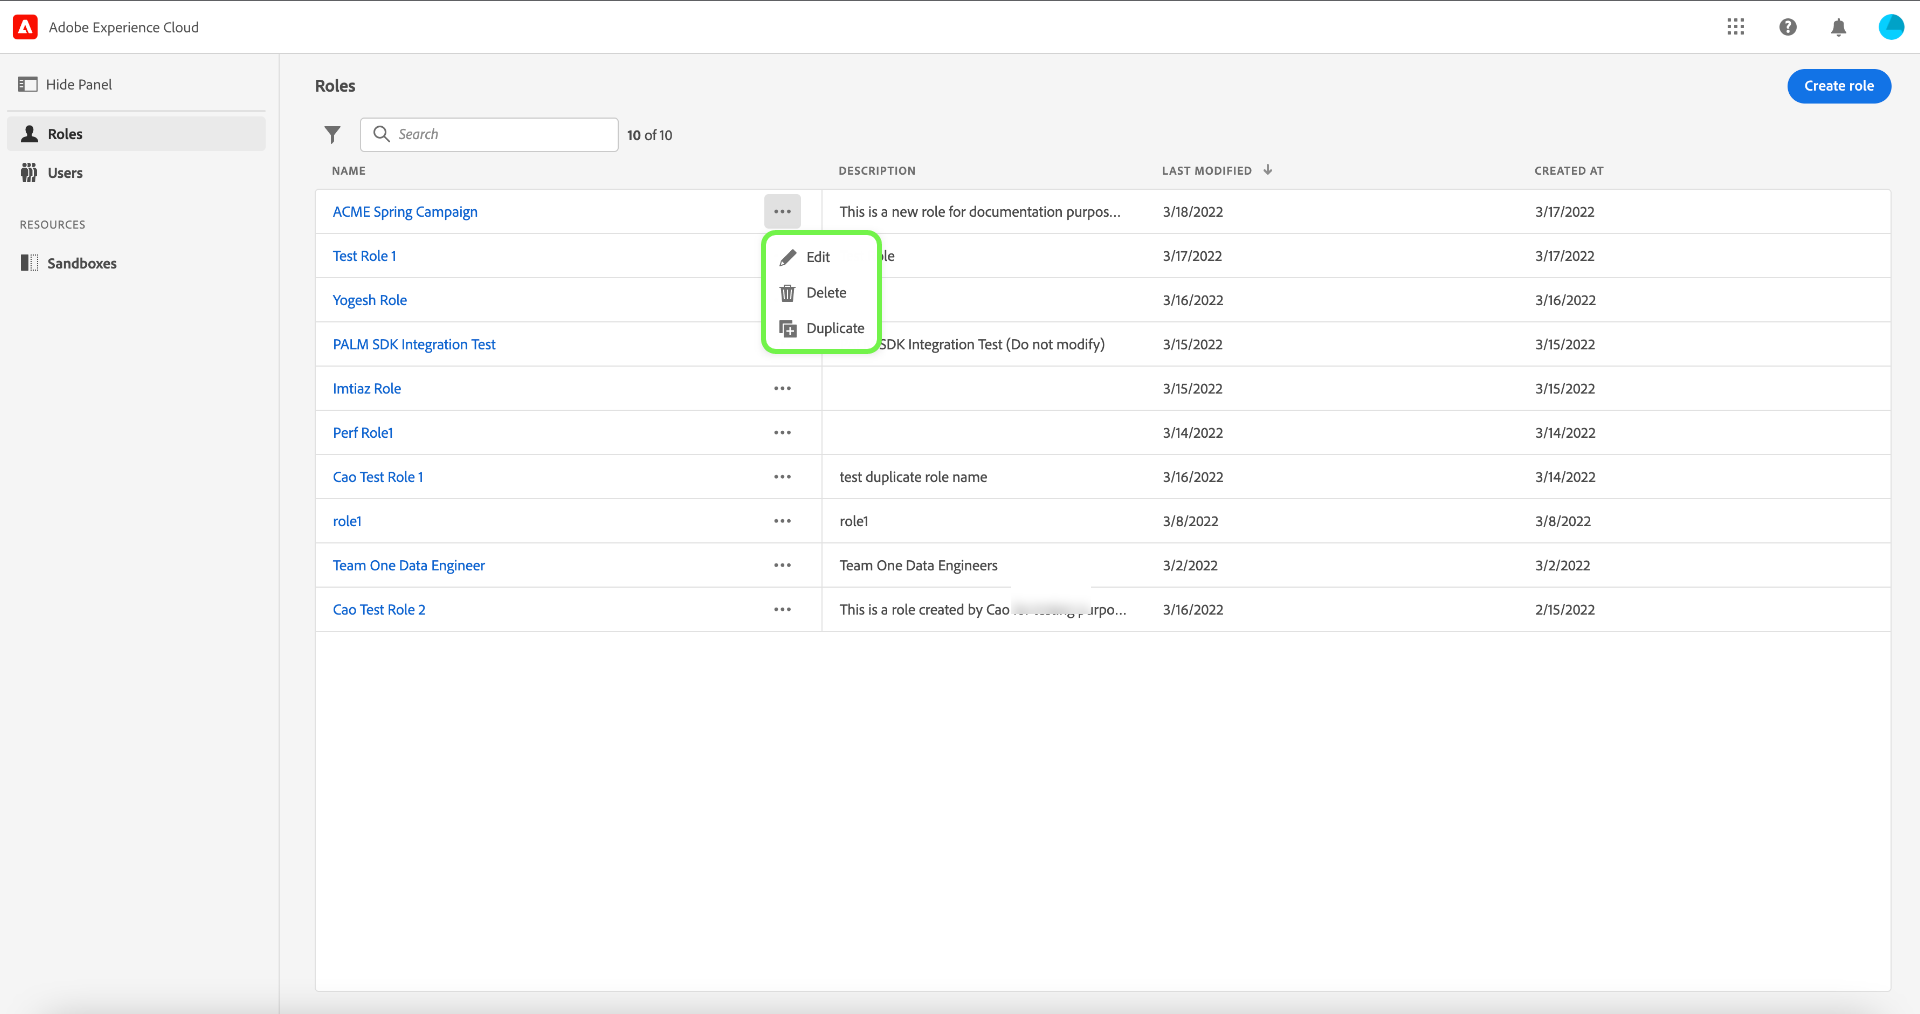 Adobe Experience Cloud
Hide Panel
Roles
Users
RESOURCES
Sandboxes
Roles
Create role
Search
10 of 10
NAME DESCRIPTION LAST MODIFIED CREATED AT
ACME Spring Campaign This is a new role for documentation purpos... 3/18/2022 3/17/2022
Test Role 1 3/17/2022 3/17/2022
Yogesh Role 3/16/2022 3/16/2022
PALM SDK Integration Test SDK Integration Test (Do not modify) 3/15/2022 3/15/2022
Edit
Delete
Duplicate
Imtiaz Role 3/15/2022 3/15/2022
Perf Role1 3/14/2022 3/14/2022
Cao Test Role 1 test duplicate role name 3/16/2022 3/14/2022
role1 role1 3/8/2022 3/8/2022
Team One Data Engineer Team One Data Engineers 3/2/2022 3/2/2022
Cao Test Role 2 This is a role created by Cao 3/16/2022 2/15/2022